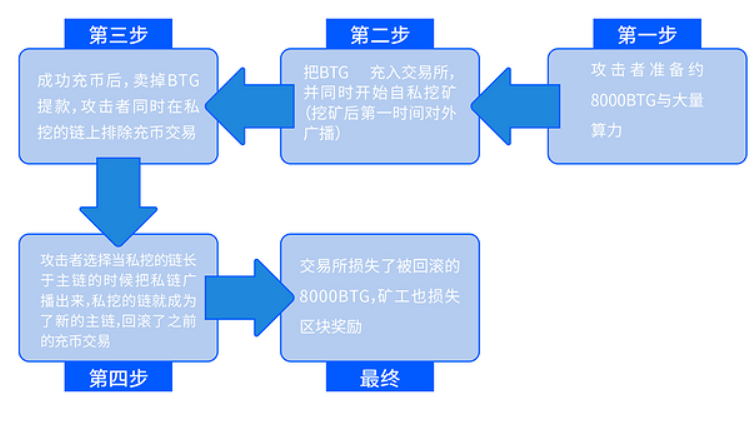 第一步
攻击者准备约
8000BTG与大量
算力
第二步
把BTG 充入交易所,
并同时开始自私挖矿
(挖矿后第一时间对外
广播)
第三步
成功充币后,卖掉BTG
提款,攻击者同时在私
挖的链上排除充币交易
攻击者选择当私挖的链长
于主链的时候把私链广
播出来,私挖的链就成为
了新的主链,回滚了之前
的充币交易
第四步
交易所损失了被回滚的
8000BTG,矿工也损失
区块奖励
最终